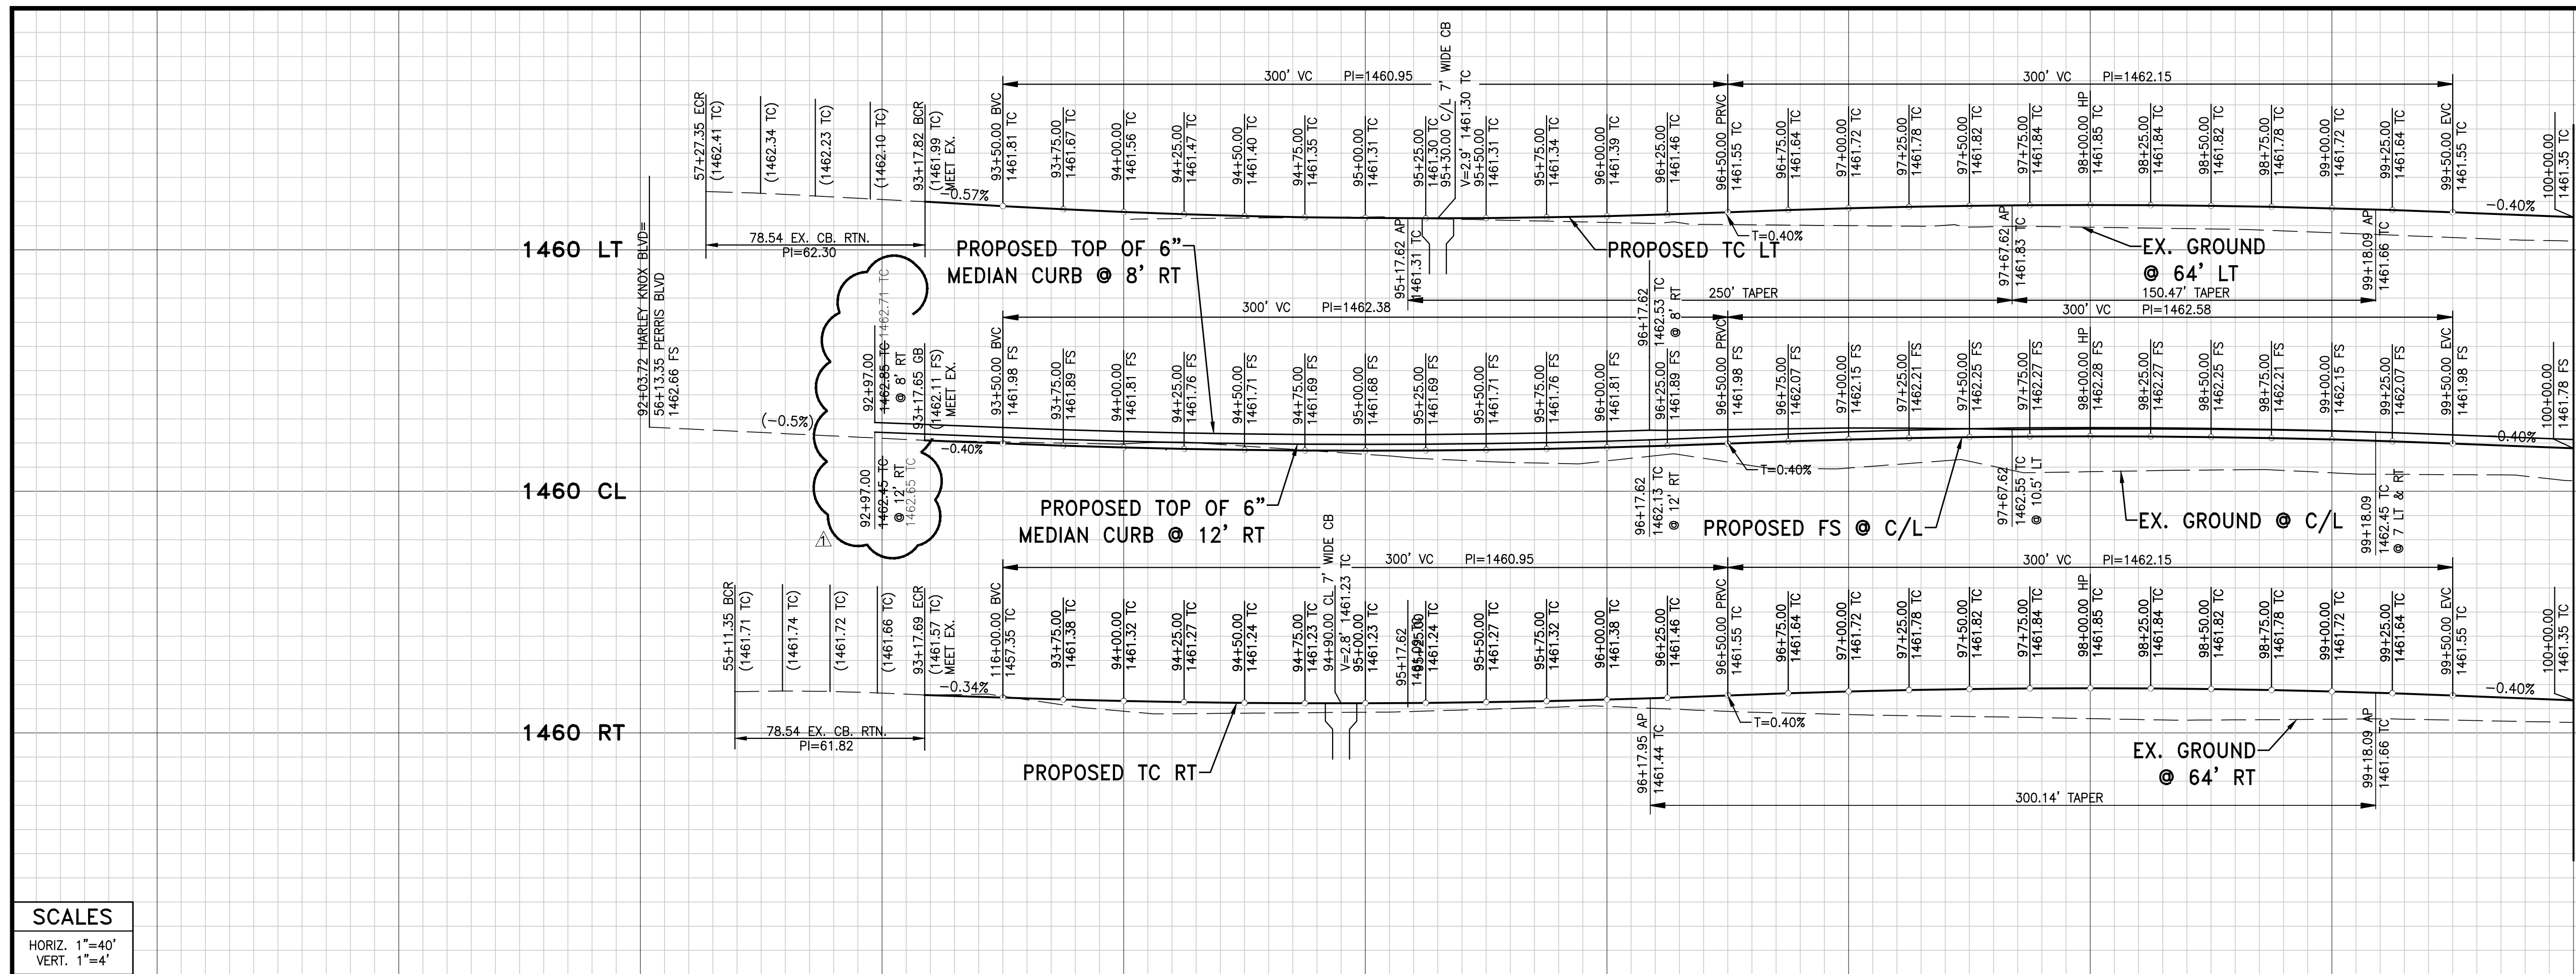 300' VC PI=1460.95
300' VC PI=1462.15
57+27.35 ECR
(1462.41 TC)
(1462.34 TC)
(1462.23 TC)
(1462.10 TC)
93+17.82 BCR
(1461.99 TC)
MEET EX.
93+50.00 BVC
1461.81 TC
93+75.00
1461.67 TC
94+00.00
1461.56 TC
94+25.00
1461.47 TC
94+50.00
1461.40 TC
94+75.00
1461.35 TC
95+00.00
1461.31 TC
95+25.00
1461.30 TC
95+30.00 C/L 7' WIDE CB
V=2.9' 1461.30 TC
95+50.00
1461.31 TC
95+75.00
1461.34 TC
96+00.00
1461.39 TC
96+25.00
1461.46 TC
96+50.00 PRVC
1461.55 TC
96+75.00
1461.64 TC
97+00.00
1461.72 TC
97+25.00
1461.78 TC
97+50.00
1461.82 TC
97+75.00
1461.84 TC
98+00.00 HP
1461.85 TC
98+25.00
1461.84 TC
98+50.00
1461.82 TC
98+75.00
1461.78 TC
99+00.00
1461.72 TC
99+25.00
1461.64 TC
99+50.00 EVC
1461.55 TC
100+00.00
1461.35 TC
-0.57%
-0.40%
T=0.40%
78.54 EX. CB. RTN.
PI=62.30
1460 LT
PROPOSED TOP OF 6"
MEDIAN CURB @ 8' RT
PROPOSED TC LT
EX. GROUND
@ 64' LT
95+17.62 AP
1461.31 TC
97+67.62 AP
1461.83 TC
99+18.09 AP
1461.66 TC
250' TAPER
150.47' TAPER
300' VC PI=1462.38
300' VC PI=1462.58
92+03.72 HARLEY KNOX BLVD=
56+13.35 PERRIS BLVD
1462.66 FS
(-0.5%)
92+97.00
1462.85 TC 1462.71 TC
@ 8' RT
93+17.65 GB
(1462.11 FS)
MEET EX.
93+50.00 BVC
1461.98 FS
93+75.00
1461.89 FS
94+00.00
1461.81 FS
94+25.00
1461.76 FS
94+50.00
1461.71 FS
94+75.00
1461.69 FS
95+00.00
1461.68 FS
95+25.00
1461.69 FS
95+50.00
1461.71 FS
95+75.00
1461.76 FS
96+00.00
1461.81 FS
96+17.62
1462.53 TC
@ 8' RT
96+25.00
1461.89 FS
96+50.00 PRVC
1461.98 FS
96+75.00
1462.07 FS
97+00.00
1462.15 FS
97+25.00
1462.21 FS
97+50.00
1462.25 FS
97+75.00
1462.27 FS
98+00.00 HP
1462.28 FS
98+25.00
1462.27 FS
98+50.00
1462.25 FS
98+75.00
1462.21 FS
99+00.00
1462.15 FS
99+25.00
1462.07 FS
99+50.00 EVC
1461.98 FS
100+00.00
1461.78 FS
-0.40%
T=0.40%
-0.40%
1460 CL
92+97.00
1462.45 TC
@ 12' RT
1462.65 TC
1
PROPOSED TOP OF 6"
MEDIAN CURB @ 12' RT
96+17.62
1462.13 TC
@ 12' RT
PROPOSED FS @ C/L
97+67.62
1462.55 TC
@ 10.5' LT
EX. GROUND @ C/L
99+18.09
1462.45 TC
@ 7 LT & RT
300' VC PI=1460.95
300' VC PI=1462.15
55+11.35 BCR
(1461.71 TC)
(1461.74 TC)
(1461.72 TC)
(1461.66 TC)
93+17.69 ECR
(1461.57 TC)
MEET EX.
116+00.00 BVC
1457.35 TC
93+75.00
1461.38 TC
94+00.00
1461.32 TC
94+25.00
1461.27 TC
94+50.00
1461.24 TC
94+75.00
1461.23 TC
94+90.00 CL 7' WIDE CB
V=2.8' 1461.23 TC
95+00.00
1461.23 TC
95+17.62
95+25.00
1461.24 TC
95+50.00
1461.27 TC
95+75.00
1461.32 TC
96+00.00
1461.38 TC
96+25.00
1461.46 TC
96+50.00 PRVC
1461.55 TC
96+75.00
1461.64 TC
97+00.00
1461.72 TC
97+25.00
1461.78 TC
97+50.00
1461.82 TC
97+75.00
1461.84 TC
98+00.00 HP
1461.85 TC
98+25.00
1461.84 TC
98+50.00
1461.82 TC
98+75.00
1461.78 TC
99+00.00
1461.72 TC
99+25.00
1461.64 TC
99+50.00 EVC
1461.55 TC
100+00.00
1461.35 TC
-0.34%
T=0.40%
-0.40%
1460 RT
78.54 EX. CB. RTN.
PI=61.82
PROPOSED TC RT
96+17.95 AP
1461.44 TC
EX. GROUND
@ 64' RT
99+18.09 AP
1461.66 TC
300.14' TAPER
SCALES
HORIZ. 1"=40'
VERT. 1"=4'